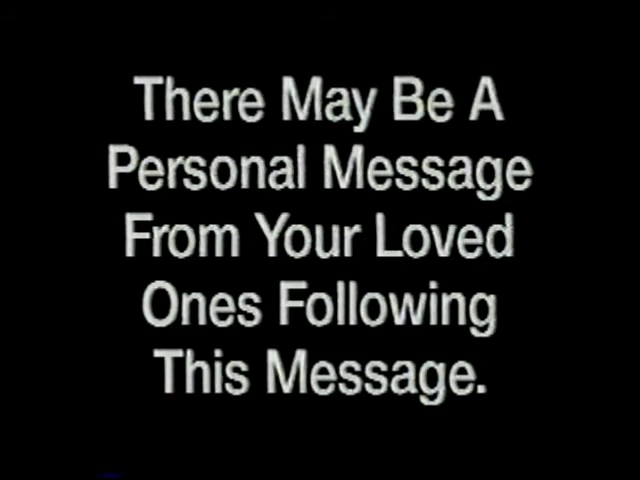 There May Be A
Personal Message
From Your Loved
Ones Following
This Message.